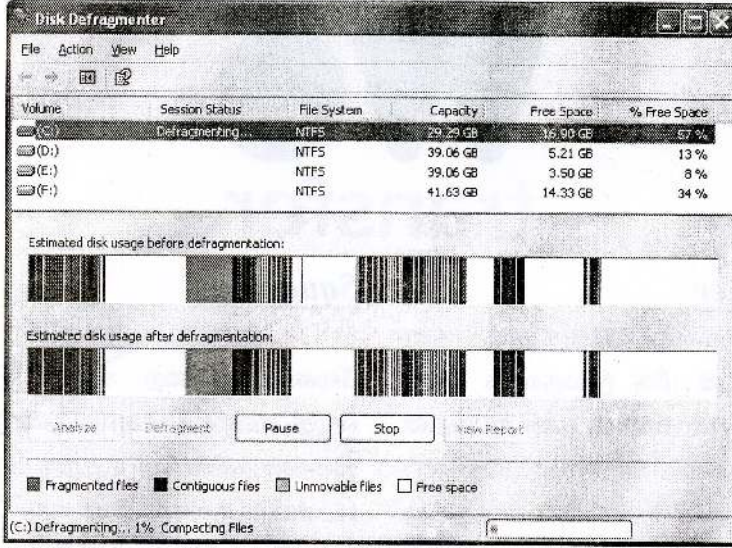 Disk Defragmenter
File Action View Help
Volume Session Status File System Capacity Free Space % Free Space
(C:) Defragmenting... NTFS 29.29 GB 16.90 GB 57 %
(D:) NTFS 39.06 GB 5.21 GB 13 %
(E:) NTFS 39.06 GB 3.50 GB 8 %
(F:) NTFS 41.63 GB 14.33 GB 34 %
Estimated disk usage before defragmentation:
Estimated disk usage after defragmentation:
Analyze Defragment Pause Stop View Report
Fragmented files Contiguous files Unmovable files Free space
(C:) Defragmenting... 1% Compacting Files